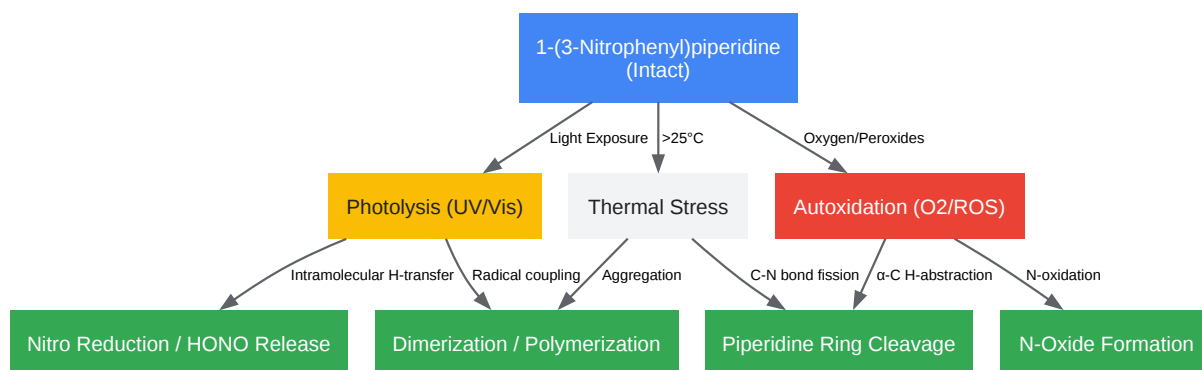 1-(3-Nitrophenyl)piperidine
(Intact)
Light Exposure
>25°C
Oxygen/Peroxides
Photolysis (UV/Vis)
Thermal Stress
Autoxidation (O2/ROS)
Intramolecular H-transfer
Radical coupling
Aggregation
C-N bond fission
α-C H-abstraction
N-oxidation
Nitro Reduction / HONO Release
Dimerization / Polymerization
Piperidine Ring Cleavage
N-Oxide Formation